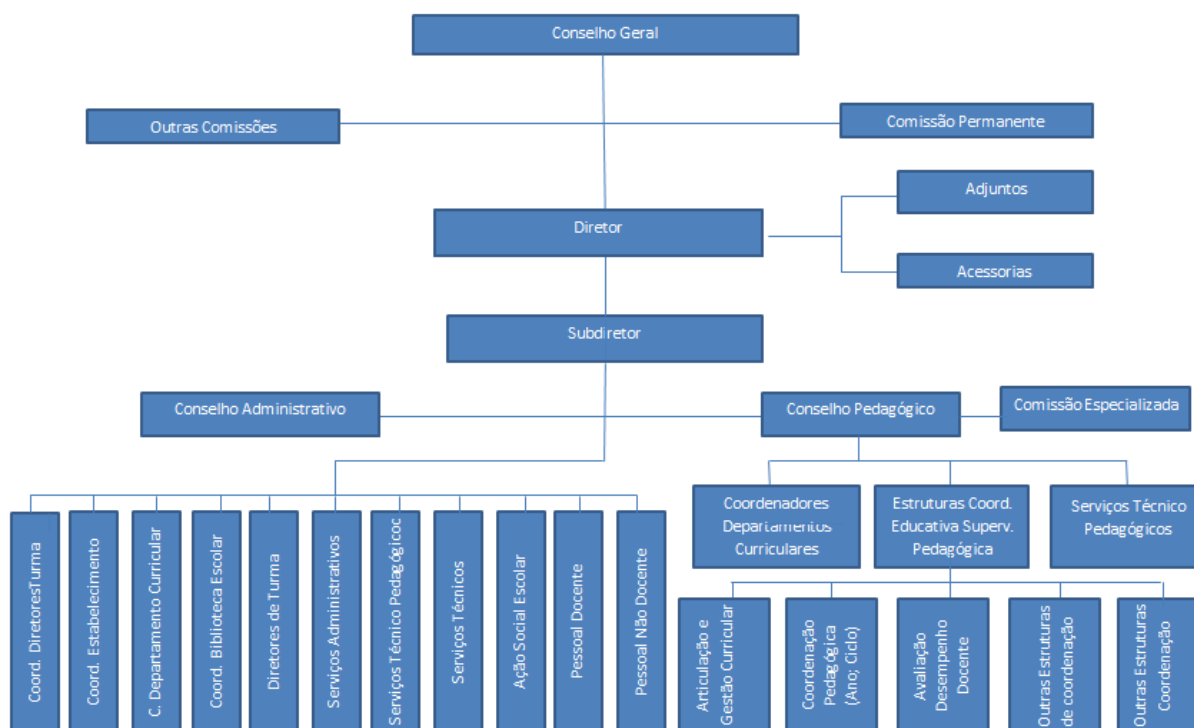 Conselho Geral
Outras Comissões
Comissão Permanente
Adjuntos
Diretor
Acessorias
Subdiretor
Conselho Administrativo
Conselho Pedagógico
Comissão Especializada
Coordenadores
Departamentos
Curriculares
Estruturas Coord.
Educativa Superv.
Pedagógica
Serviços Técnico
Pedagógicos
Coord. DiretoresTurma
Coord. Estabelecimento
C. Departamento Curricular
Coord. Biblioteca Escolar
Diretores de Turma
Serviços Administrativos
Serviços Técnico Pedagógicoc
Serviços Técnicos
Ação Social Escolar
Pessoal Docente
Pessoal Não Docente
Articulação e
Gestão Curricular
Coordenação
Pedagógica
(Ano; Ciclo)
Avaliação
Desempenho
Docente
Outras Estruturas
de coordenação
Outras Estruturas
Coordenação